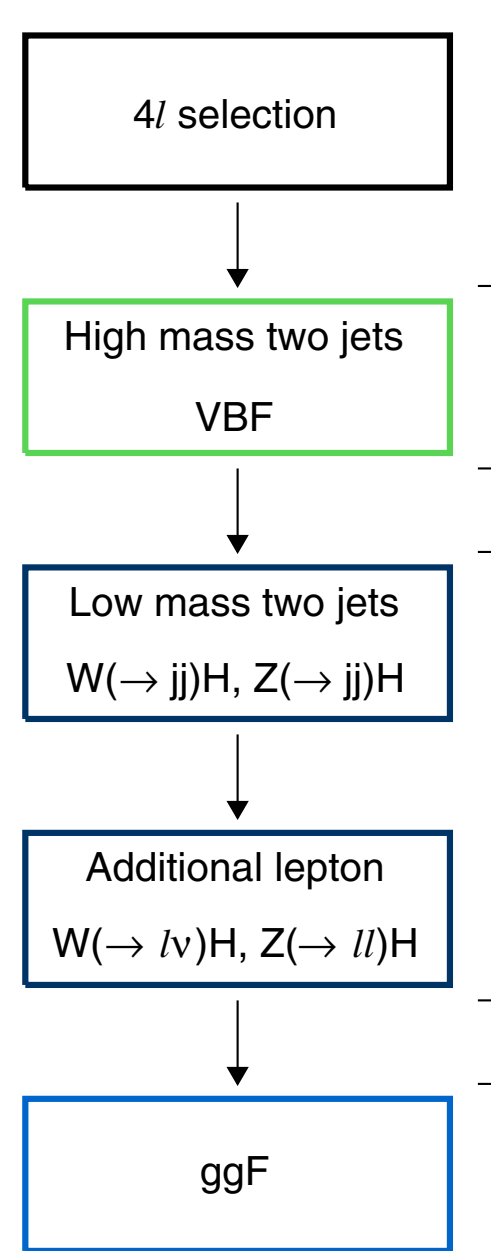 4l selection
High mass two jets
VBF
Low mass two jets
W(→ jj)H, Z(→ jj)H
Additional lepton
W(→ lν)H, Z(→ ll)H
ggF